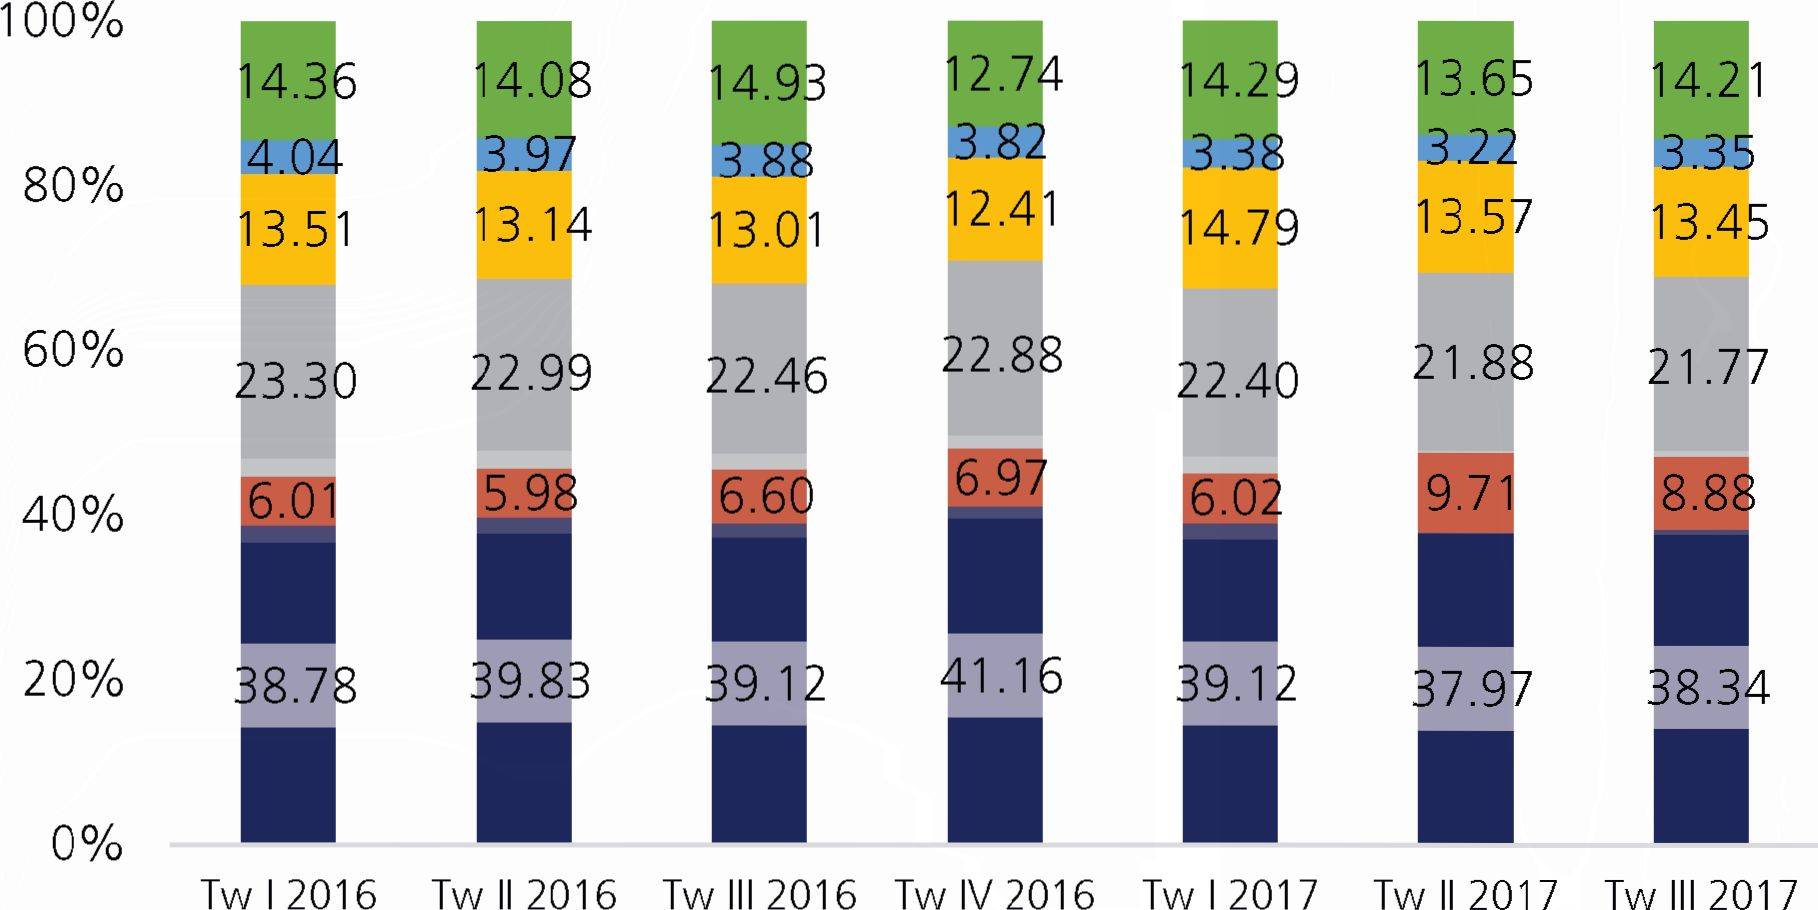 100%
14.36 14.08 14.93 12.74 14.29 13.65 14.21
4.04 3.97 3.88 3.82 3.38 3.22 3.35
80%
13.51 13.14 13.01 12.41 14.79 13.57 13.45
60%
23.30 22.99 22.46 22.88 22.40 21.88 21.77
6.01 5.98 6.60 6.97 6.02 9.71 8.88
40%
20%
38.78 39.83 39.12 41.16 39.12 37.97 38.34
0%
Tw I 2016 Tw II 2016 Tw III 2016 Tw IV 2016 Tw I 2017 Tw II 2017 Tw III 2017